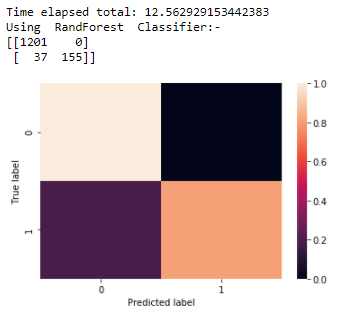 Time elapsed total: 12.562929153442383
Using  RandForest  Classifier:-
[[1201    0]
 [  37  155]]
1.0
0.8
0.6
0.4
0.2
0.0
True label
0
1
0
1
Predicted label